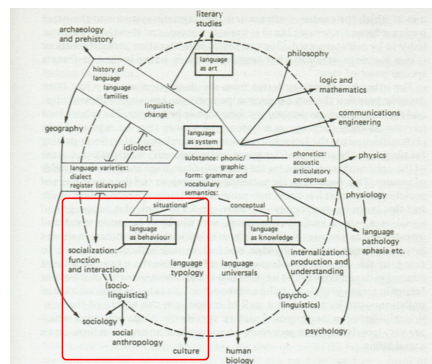 literary
studies
archaeology
and prehistory
language
as art
philosophy
history of
language
language
families
logic and
mathematics
linguistic
change
communications
engineering
geography
idiolect
language
as system
substance: phonic/
graphic
form: grammar and
vocabulary
semantics:
phonetics:
acoustic
articulatory
perceptual
physics
language varieties:
dialect
register (diatypic)
physiology
situational
conceptual
language
as behaviour
language
as knowledge
language
pathology
aphasia etc.
socialization:
function
and interaction
language
typology
language
universals
internalization:
production and
understanding
(socio-
linguistics)
(psycho-
linguistics)
sociology
social
anthropology
psychology
culture
human
biology